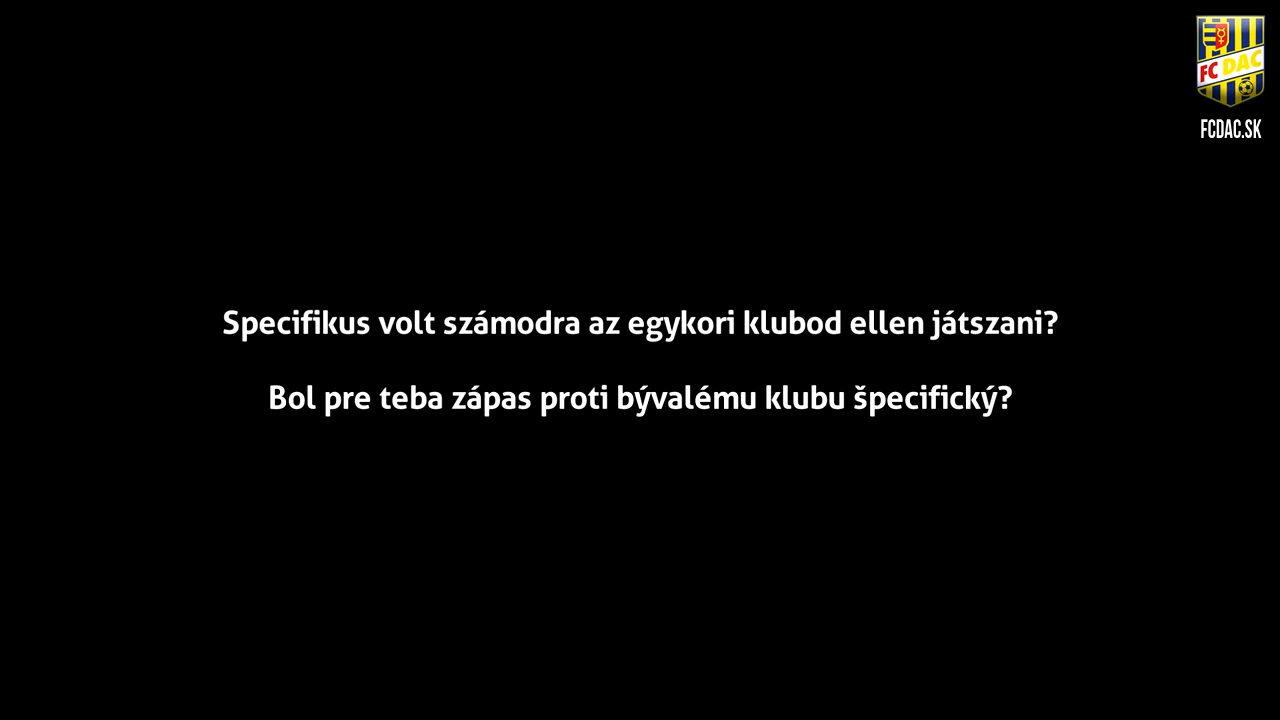 FC DAC
FCDAC.SK
Specifikus volt számodra az egykori klubod ellen játszani?
Bol pre teba zápas proti bývalému klubu špecifický?